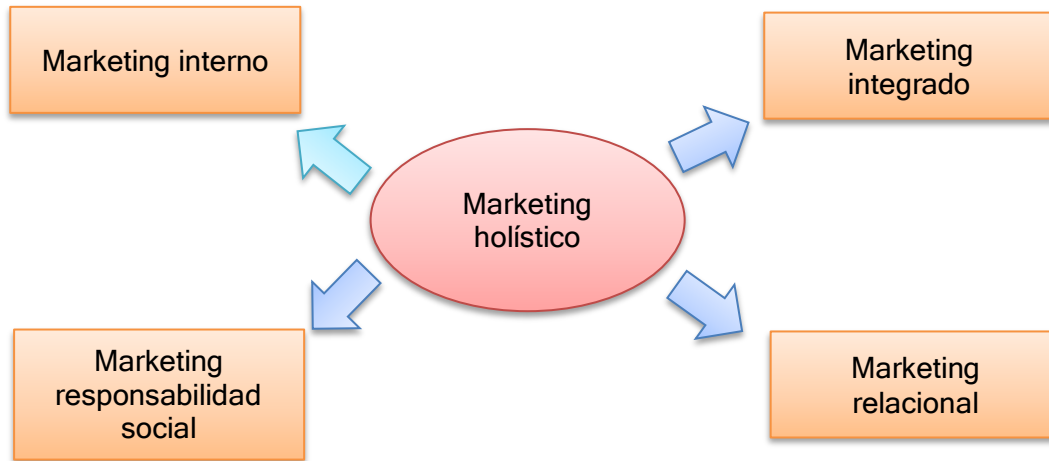 Marketing interno
Marketing
integrado
Marketing
holístico
Marketing
responsabilidad
social
Marketing
relacional